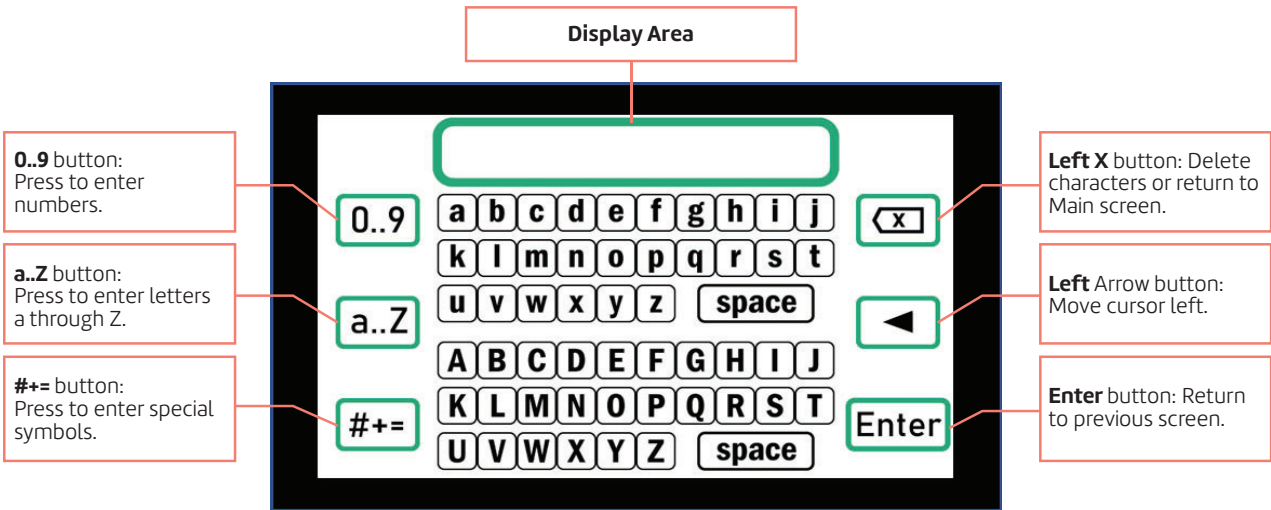 Display Area
0..9 button:
Press to enter
numbers.
a..Z button:
Press to enter letters
a through Z.
#+= button:
Press to enter special
symbols.
0..9
a..Z
#+=
a b c d e f g h i j
k l m n o p q r s t
u v w x y z space
A B C D E F G H I J
K L M N O P Q R S T
U V W X Y Z space
X
Enter
Left X button: Delete
characters or return to
Main screen.
Left Arrow button:
Move cursor left.
Enter button: Return
to previous screen.